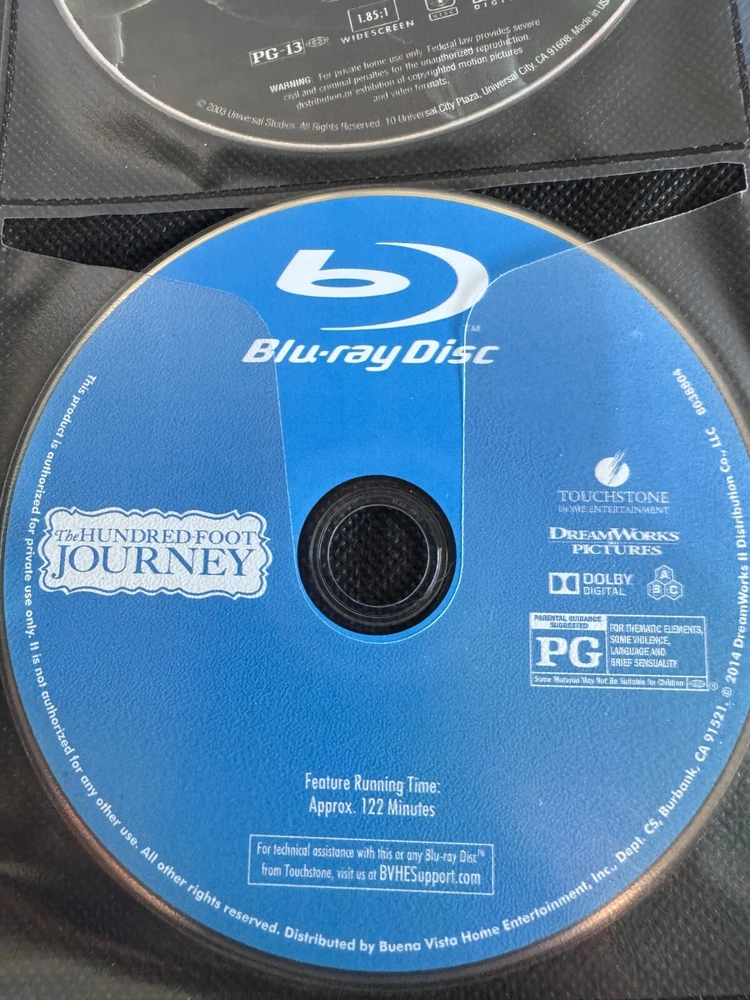 1.85:1
WIDESCREEN
PG-13
WARNING: For private home use only. Federal law provides severe
civil and criminal penalties for the unauthorized reproduction,
distribution or exhibition of copyrighted motion pictures
and video formats.
© 2003 Universal Studios. All Rights Reserved. 10 Universal City Plaza, Universal City, CA 91608. Made in US
b
TM
Blu-ray Disc
The HUNDRED-FOOT
JOURNEY
TOUCHSTONE
HOME ENTERTAINMENT
DREAMWORKS
PICTURES
DOLBY
DIGITAL
A
B C
PARENTAL GUIDANCE
SUGGESTED
PG
FOR THEMATIC ELEMENTS,
SOME VIOLENCE,
LANGUAGE AND
BRIEF SENSUALITY
Some Material May Not Be Suitable for Children
®
Feature Running Time:
Approx. 122 Minutes
For technical assistance with this or any Blu-ray Disc™
from Touchstone, visit us at BVHESupport.com
This product is authorized for private use only. It is not authorized for any other use. All other rights reserved. Distributed by Buena Vista Home Entertainment, Inc., Dept. CS, Burbank, CA 91521. © 2014 DreamWorks II Distribution Co., LLC 8038804